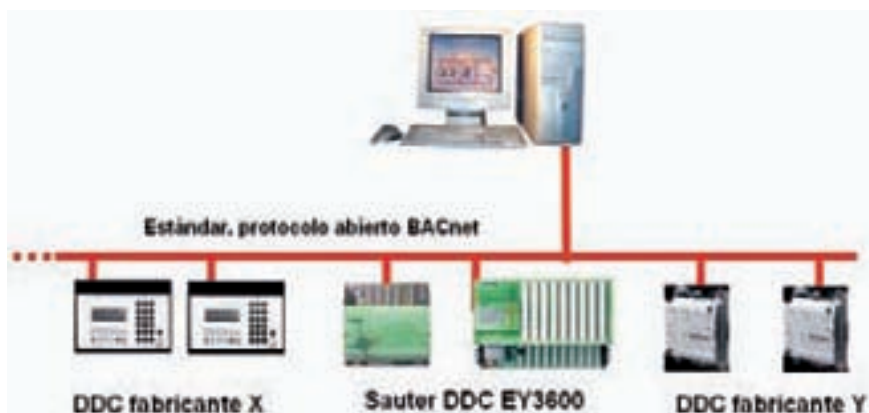 Estándar, protocolo abierto BACnet
DDC fabricante X
Sauter DDC EY3600
DDC fabricante Y